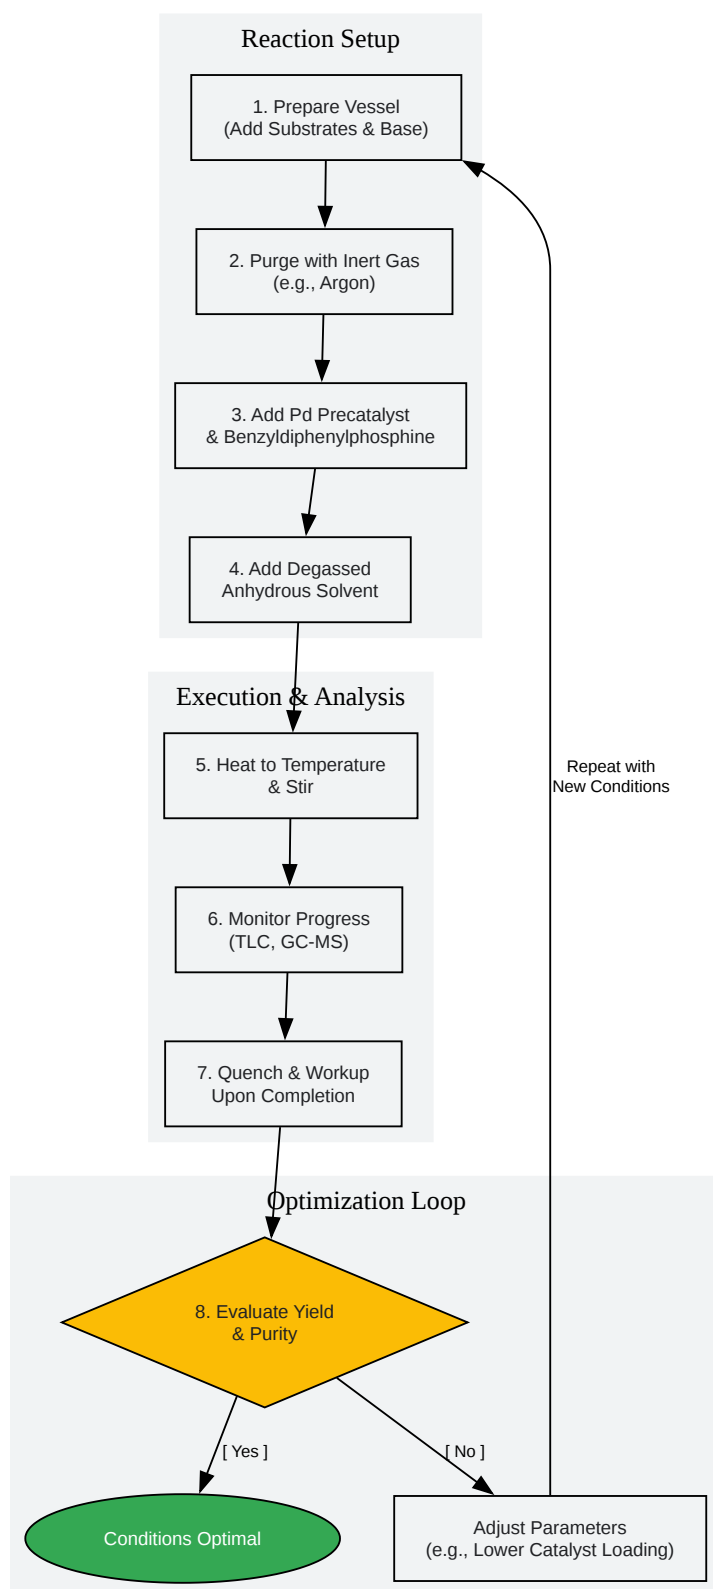 Reaction Setup
1. Prepare Vessel
(Add Substrates & Base)
2. Purge with Inert Gas
(e.g., Argon)
3. Add Pd Precatalyst
& Benzyldiphenylphosphine
4. Add Degassed
Anhydrous Solvent
Execution & Analysis
5. Heat to Temperature
& Stir
Repeat with
New Conditions
6. Monitor Progress
(TLC, GC-MS)
7. Quench & Workup
Upon Completion
Optimization Loop
8. Evaluate Yield
& Purity
[ Yes ]
[ No ]
Conditions Optimal
Adjust Parameters
(e.g., Lower Catalyst Loading)